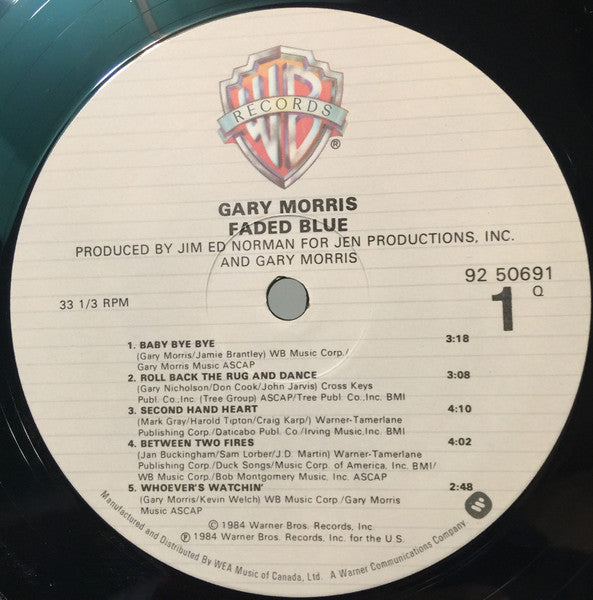 WB
RECORDS
®
GARY MORRIS
FADED BLUE
PRODUCED BY JIM ED NORMAN FOR JEN PRODUCTIONS, INC.
AND GARY MORRIS
33 1/3 RPM
92 50691
1 Q
1. BABY BYE BYE 3:18
(Gary Morris/Jamie Brantley) WB Music Corp./
Gary Morris Music ASCAP
2. ROLL BACK THE RUG AND DANCE 3:08
(Gary Nicholson/Don Cook/John Jarvis) Cross Keys
Publ. Co.,Inc. (Tree Group) ASCAP/Tree Publ. Co.,Inc. BMI
3. SECOND HAND HEART 4:10
(Mark Gray/Harold Tipton/Craig Karp/) Warner-Tamerlane
Publishing Corp./Daticabo Publ. Co./Irving Music,Inc. BMI
4. BETWEEN TWO FIRES 4:02
(Jan Buckingham/Sam Lorber/J.D. Martin) Warner-Tamerlane
Publishing Corp./Duck Songs/Music Corp. of America, Inc. BMI/
WB Music Corp./Bob Montgomery Music, Inc. ASCAP
5. WHOEVER'S WATCHIN' 2:48
(Gary Morris/Kevin Welch) WB Music Corp./Gary Morris
Music ASCAP
© 1984 Warner Bros. Records, Inc.
℗ 1984 Warner Bros. Records, Inc. for the U.S.
Manufactured and Distributed By WEA Music of Canada, Ltd. A Warner Communications Company